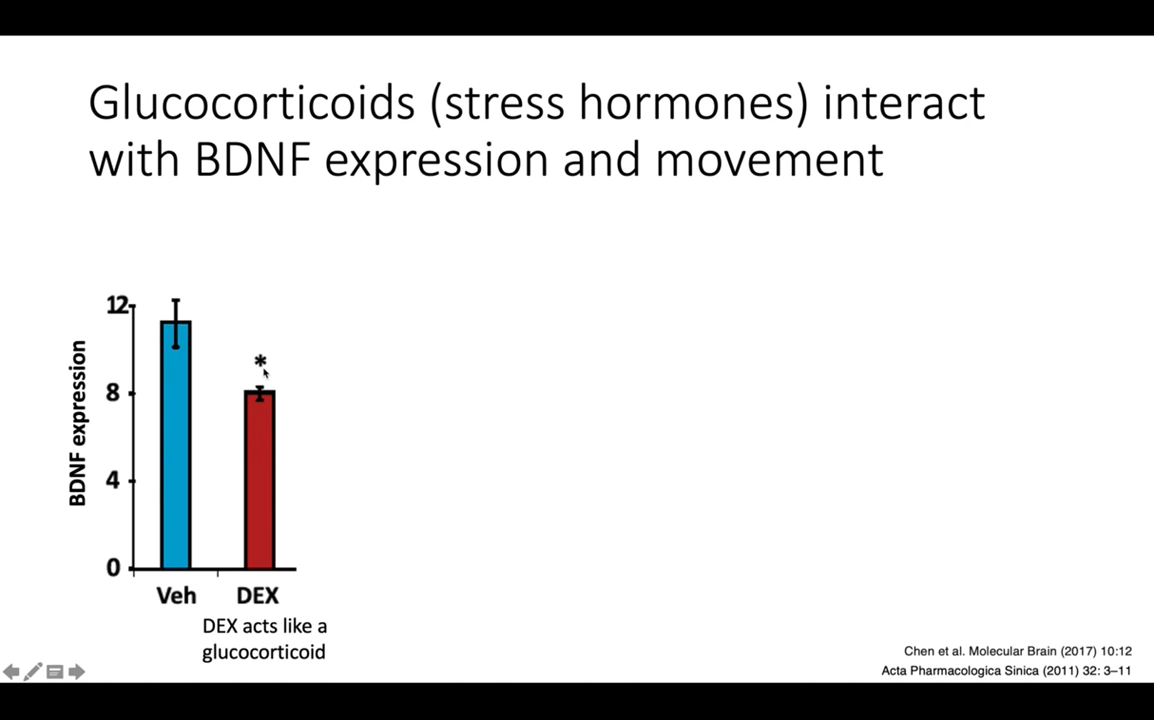 Glucocorticoids (stress hormones) interact
with BDNF expression and movement
BDNF expression
12
8
*
4
0
Veh
DEX
DEX acts like a
glucocorticoid
Chen et al. Molecular Brain (2017) 10:12
Acta Pharmacologica Sinica (2011) 32: 3–11